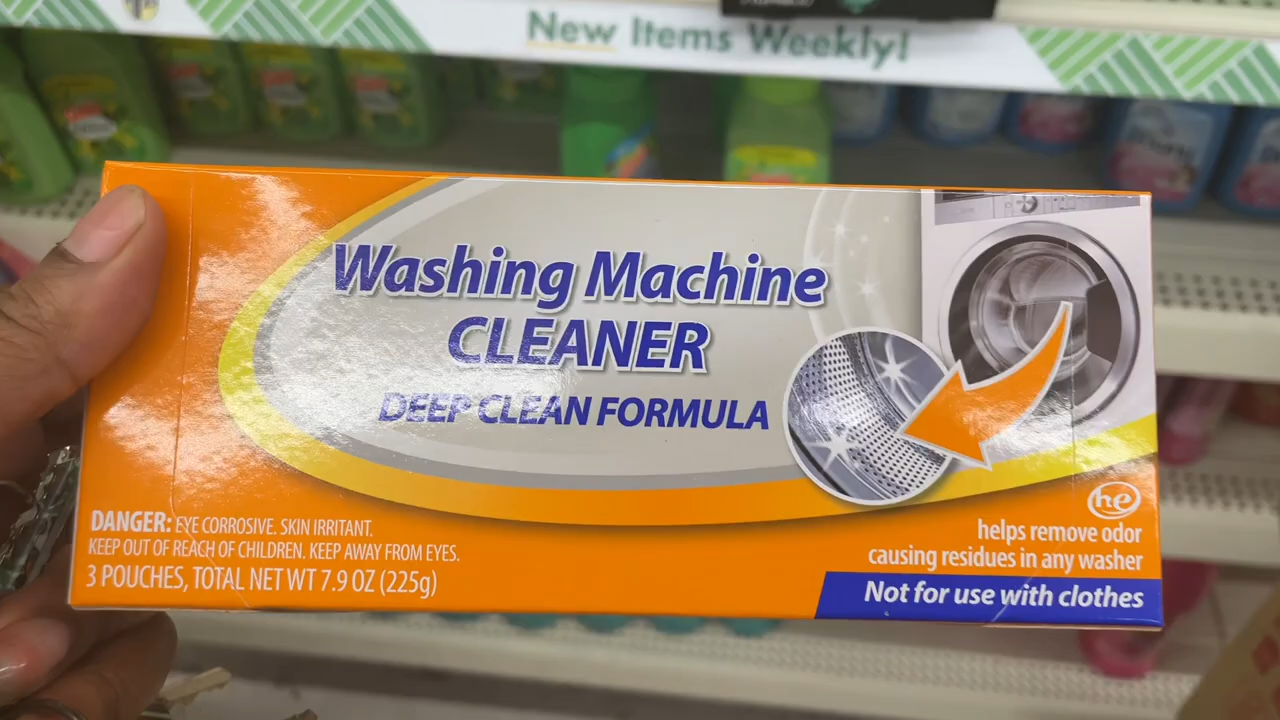 New Items Weekly!
Washing Machine
CLEANER
DEEP CLEAN FORMULA
DANGER: EYE CORROSIVE. SKIN IRRITANT.
KEEP OUT OF REACH OF CHILDREN. KEEP AWAY FROM EYES.
3 POUCHES, TOTAL NET WT 7.9 OZ (225g)
he
helps remove odor
causing residues in any washer
Not for use with clothes